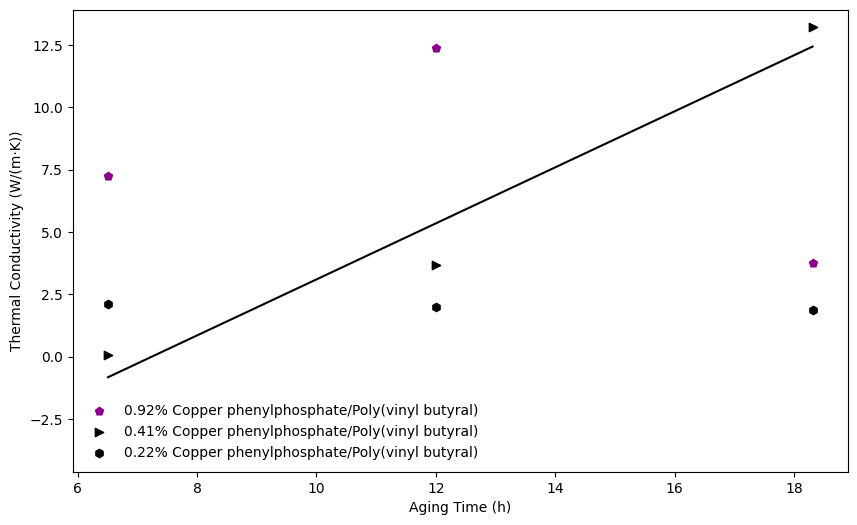 12.5
10.0
7.5
5.0
2.5
0.0
−2.5
Thermal Conductivity (W/(m·K))
0.92% Copper phenylphosphate/Poly(vinyl butyral)
0.41% Copper phenylphosphate/Poly(vinyl butyral)
0.22% Copper phenylphosphate/Poly(vinyl butyral)
6 8 10 12 14 16 18
Aging Time (h)